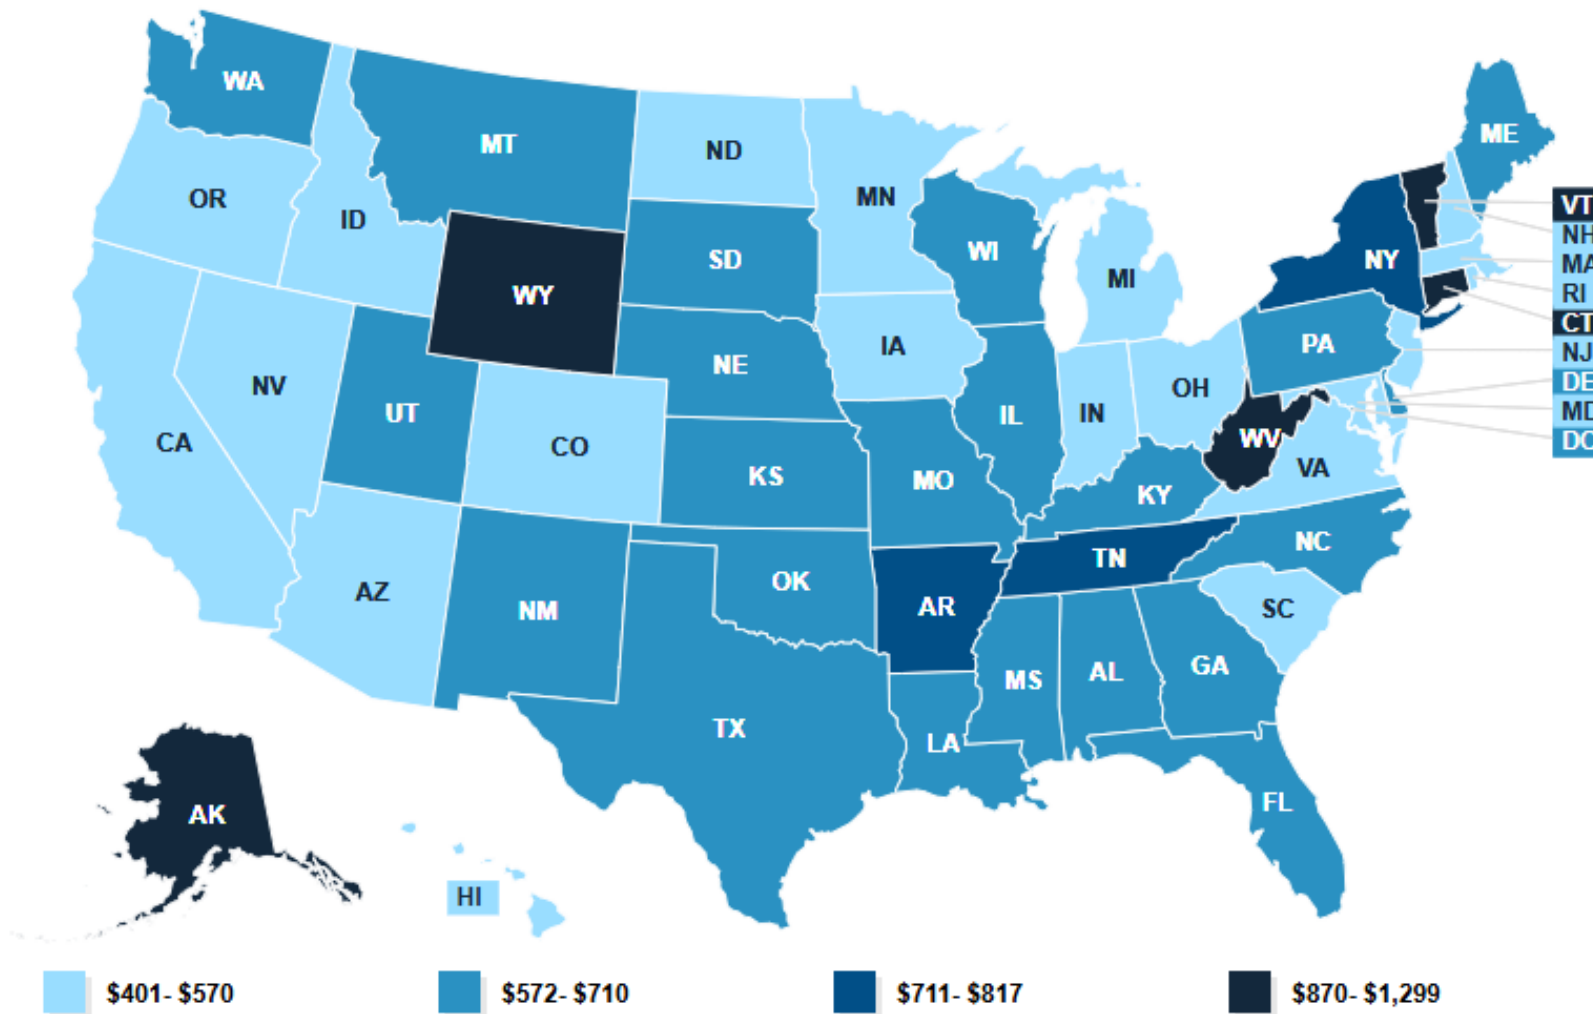 WA
MT
ME
ND
OR
MN
VT
ID
NH
WI
NY
SD
MA
MI
WY
RI
CT
PA
IA
NJ
NE
DE
NV
OH
UT
MD
IL
IN
CA
CO
WV
DC
VA
KS
MO
KY
NC
TN
AZ
OK
AR
NM
SC
GA
MS
AL
TX
LA
FL
AK
HI
$401- $570
$572- $710
$711- $817
$870- $1,299